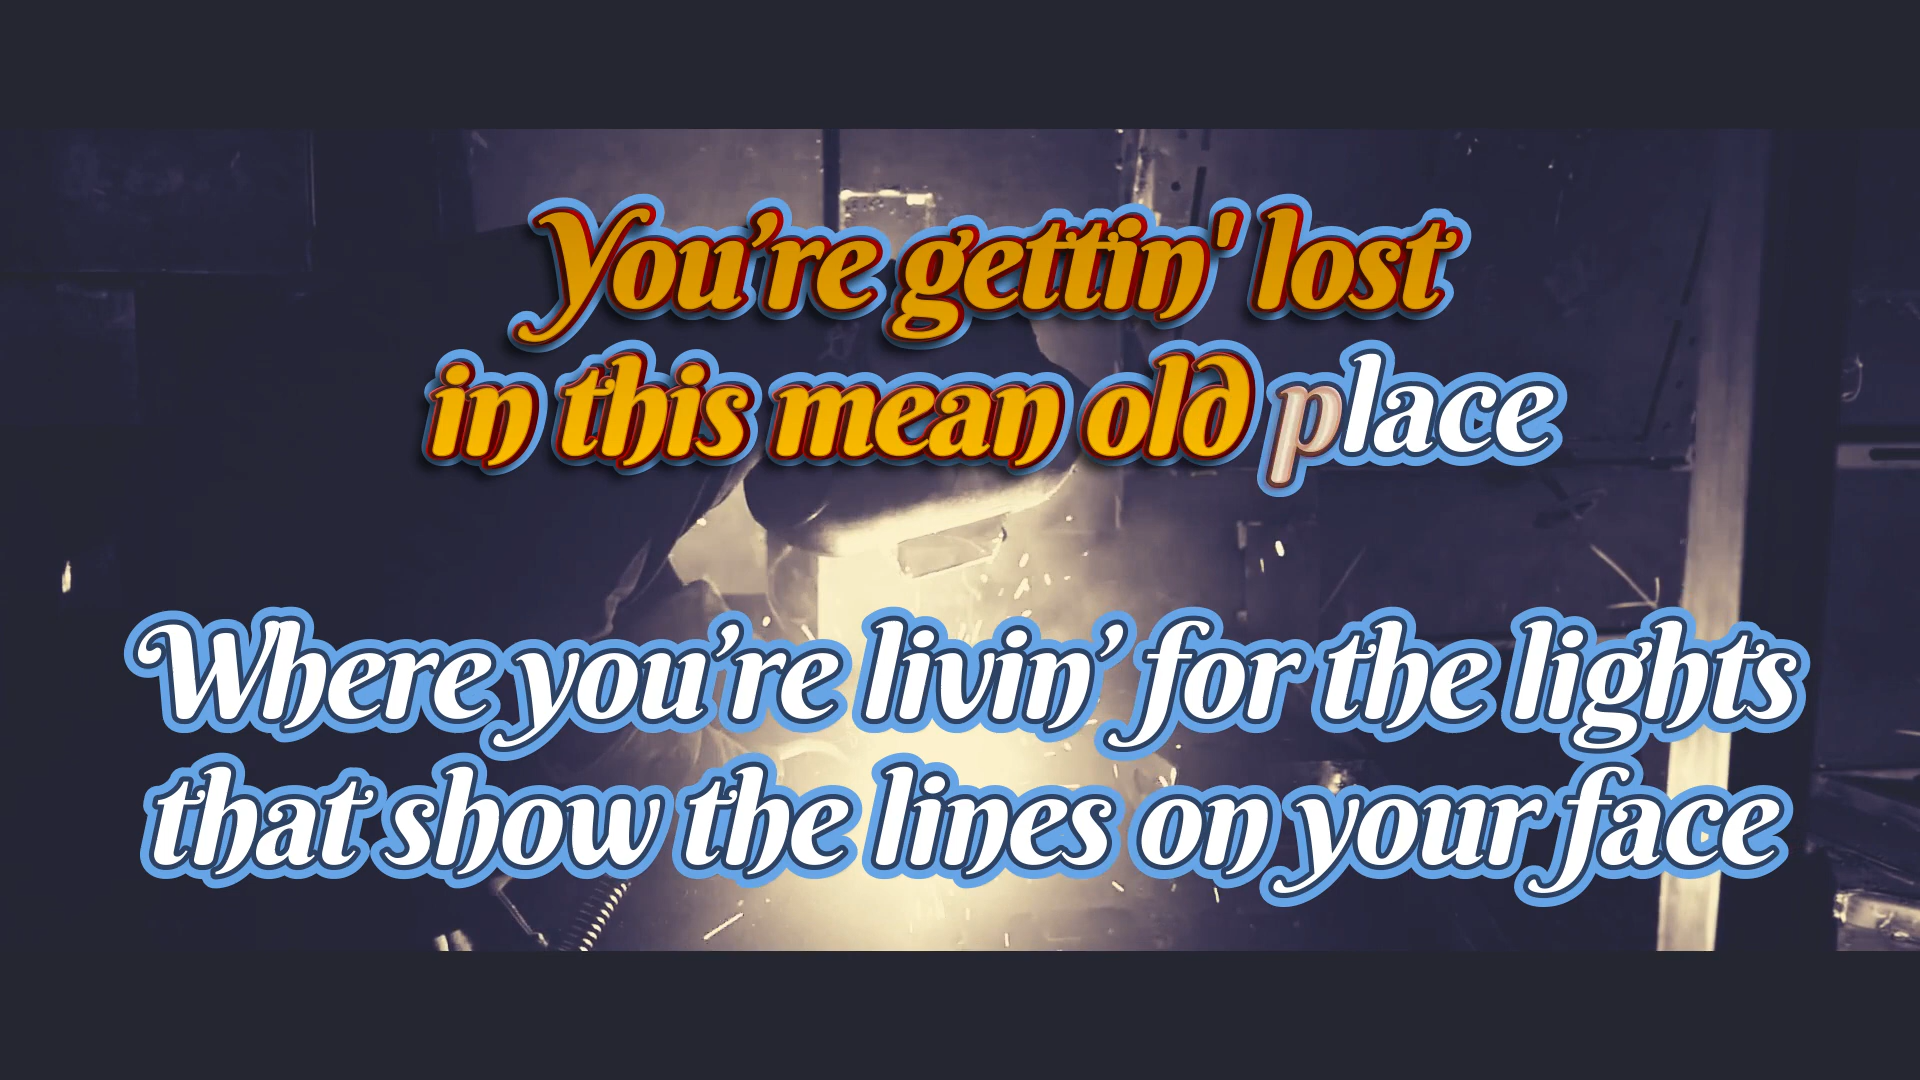 You’re gettin' lost
in this mean old place
Where you’re livin’ for the lights
that show the lines on your face